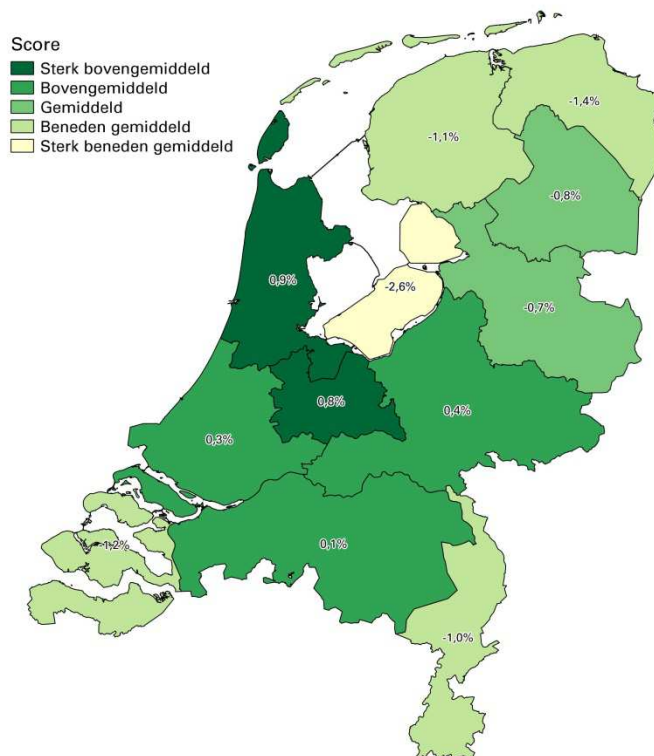 Score
Sterk bovengemiddeld
Bovengemiddeld
Gemiddeld
Beneden gemiddeld
Sterk beneden gemiddeld
-1,4%
-1,1%
-0,8%
0,9%
-2,6%
-0,7%
0,8%
0,4%
0,3%
0,1%
-1,2%
-1,0%